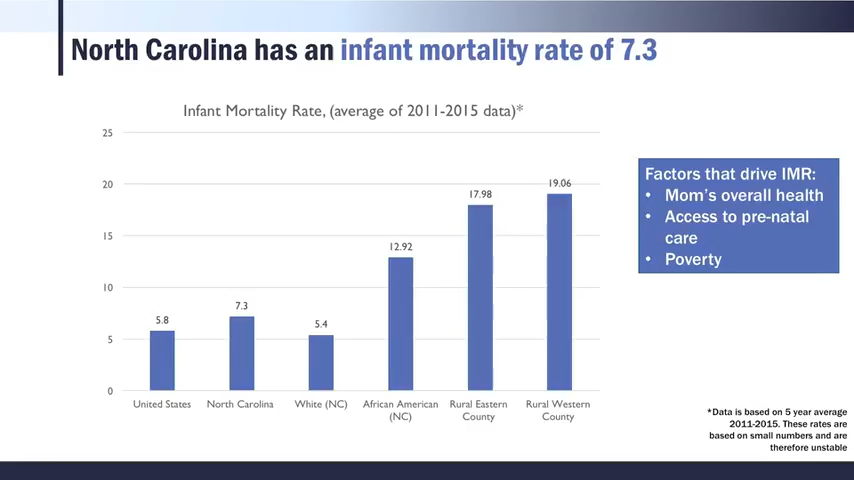 North Carolina has an infant mortality rate of 7.3
Infant Mortality Rate, (average of 2011-2015 data)*
25
20
15
10
5
0
5.8
7.3
5.4
12.92
17.98
19.06
United States
North Carolina
White (NC)
African American
(NC)
Rural Eastern
County
Rural Western
County
Factors that drive IMR:
• Mom's overall health
• Access to pre-natal
care
• Poverty
*Data is based on 5 year average
2011-2015. These rates are
based on small numbers and are
therefore unstable